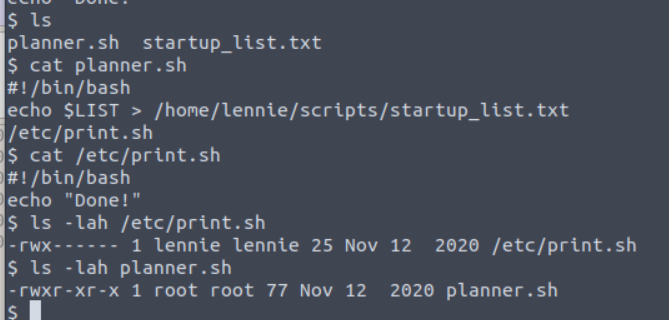 echo "Done!"
$ ls
planner.sh  startup_list.txt
$ cat planner.sh
#!/bin/bash
echo $LIST > /home/lennie/scripts/startup_list.txt
/etc/print.sh
$ cat /etc/print.sh
#!/bin/bash
echo "Done!"
$ ls -lah /etc/print.sh
-rwx------ 1 lennie lennie 25 Nov 12  2020 /etc/print.sh
$ ls -lah planner.sh
-rwxr-xr-x 1 root root 77 Nov 12  2020 planner.sh
$